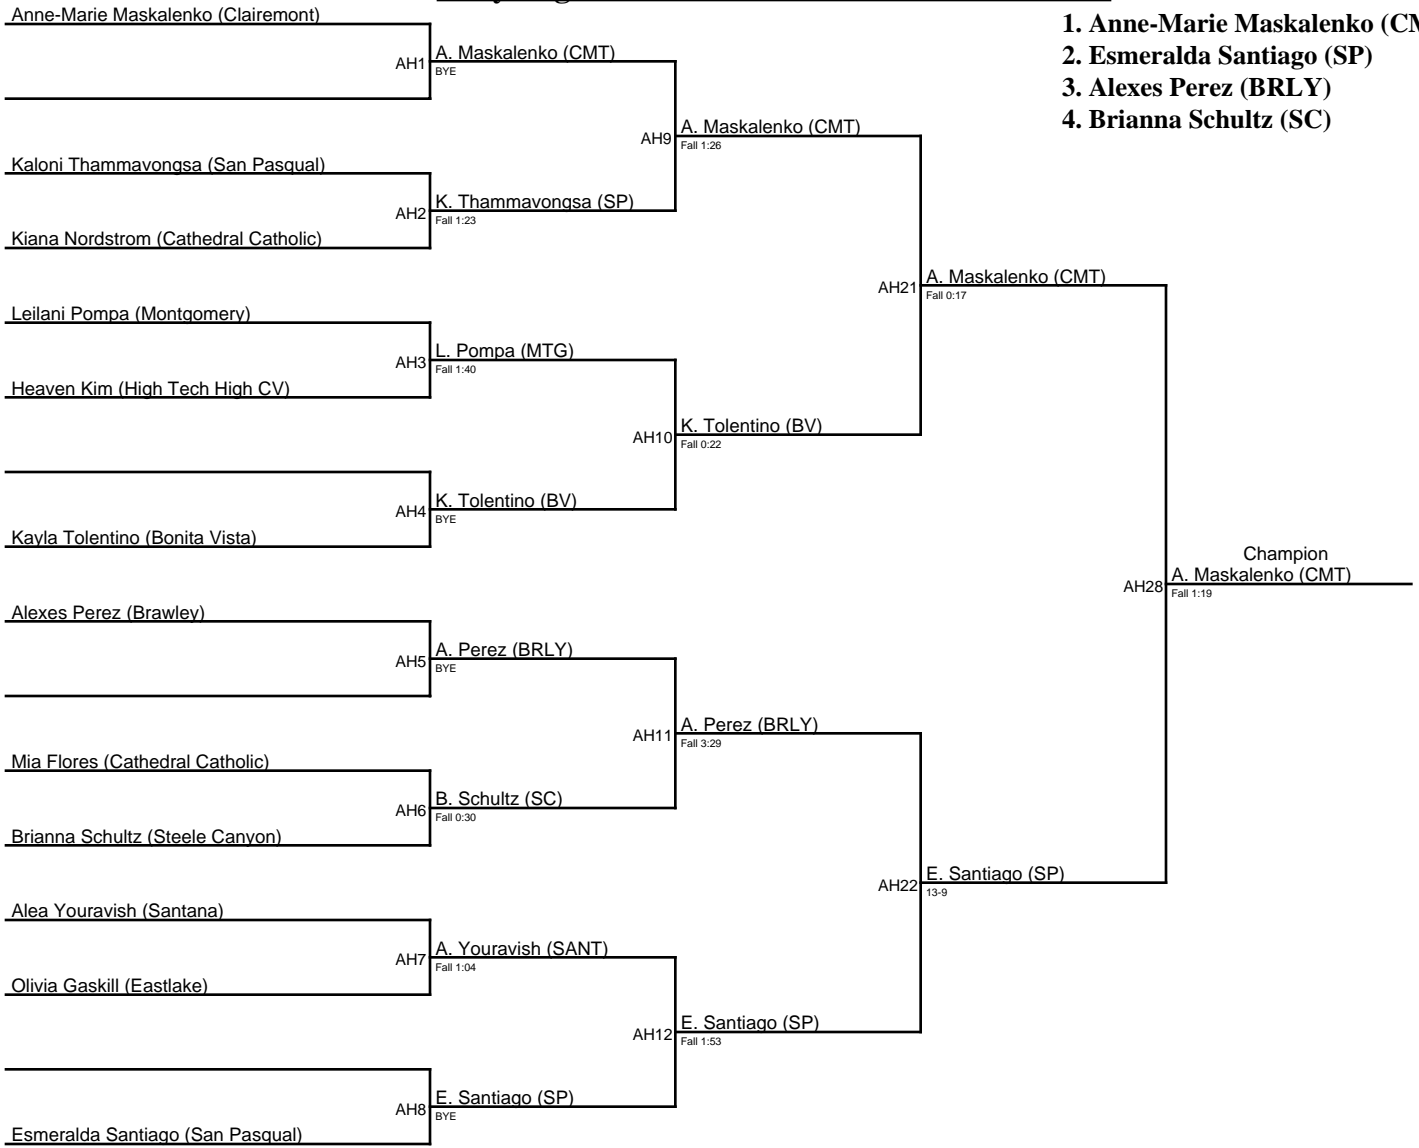 1. Anne-Marie Maskalenko (CM
2. Esmeralda Santiago (SP)
3. Alexes Perez (BRLY)
4. Brianna Schultz (SC)
Anne-Marie Maskalenko (Clairemont)
AH1
A. Maskalenko (CMT)
BYE
AH9
A. Maskalenko (CMT)
Fall 1:26
Kaloni Thammavongsa (San Pasqual)
AH2
K. Thammavongsa (SP)
Fall 1:23
Kiana Nordstrom (Cathedral Catholic)
AH21
A. Maskalenko (CMT)
Fall 0:17
Leilani Pompa (Montgomery)
AH3
L. Pompa (MTG)
Fall 1:40
Heaven Kim (High Tech High CV)
AH10
K. Tolentino (BV)
Fall 0:22
AH4
K. Tolentino (BV)
BYE
Kayla Tolentino (Bonita Vista)
Champion
AH28
A. Maskalenko (CMT)
Fall 1:19
Alexes Perez (Brawley)
AH5
A. Perez (BRLY)
BYE
AH11
A. Perez (BRLY)
Fall 3:29
Mia Flores (Cathedral Catholic)
AH6
B. Schultz (SC)
Fall 0:30
Brianna Schultz (Steele Canyon)
AH22
E. Santiago (SP)
13-9
Alea Youravish (Santana)
AH7
A. Youravish (SANT)
Fall 1:04
Olivia Gaskill (Eastlake)
AH12
E. Santiago (SP)
Fall 1:53
AH8
E. Santiago (SP)
BYE
Esmeralda Santiago (San Pasqual)